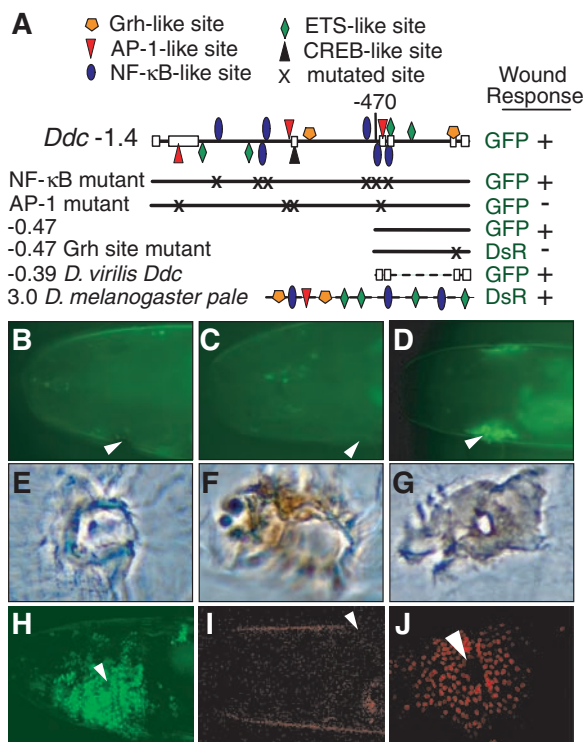 A
Grh-like site
ETS-like site
AP-1-like site
CREB-like site
NF-κB-like site
x mutated site
Wound
Response
-470
Ddc -1.4
GFP +
NF-κB mutant
x x x x x x
GFP +
AP-1 mutant
x x x x
GFP -
-0.47
GFP +
-0.47 Grh site mutant
x
DsR -
-0.39 D. virilis Ddc
GFP +
3.0 D. melanogaster pale
DsR +
B
C
D
E
F
G
H
I
J